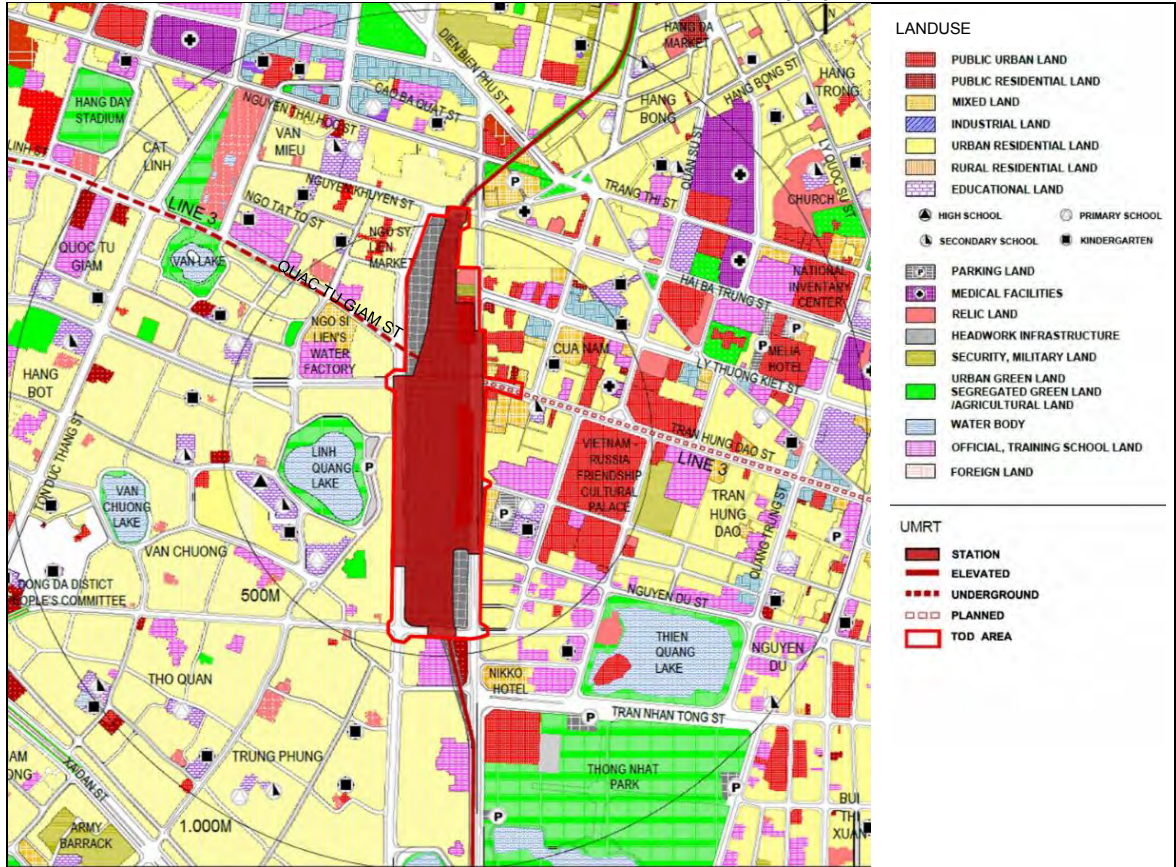 HANG DAY
STADIUM
CAT
LINH
LINH ST
NGUYEN THAI HOC ST
VAN
MIEU
DIEN BIEN PHU ST
CAO BA QUAT ST
HANG DA
MARKET
HANG
BONG
HANG BONG ST
HANG
TRONG
N
LY QUOC SU ST
QUAN SU ST
TRANG THI ST
CHURCH
NGUYEN KHUYEN ST
NGO TAT TO ST
LINE 3
QUOC TU
GIAM
VAN LAKE
NGO SY
LIEN
MARKET
QUAC TU GIAM ST
NGO SI
LIEN'S
WATER
FACTORY
HAI BA TRUNG ST
NATIONAL
INVENTARY
CENTER
CUA NAM
MELIA
HOTEL
LY THUONG KIET ST
HANG
BOT
TON DUC THANG ST
LINH
QUANG
LAKE
P
VAN
CHUONG
LAKE
VAN CHUONG
VIETNAM -
RUSSIA
FRIENDSHIP
CULTURAL
PALACE
TRAN HUNG DAO ST
LINE 3
TRAN
HUNG
DAO
QUANG TRUNG ST
DONG DA DISTICT
PEOPLE'S COMMITTEE
500M
NGUYEN DU ST
THIEN
QUANG
LAKE
NGUYEN
DU
THO QUAN
NIKKO
HOTEL
TRAN NHAN TONG ST
TRUNG PHUNG
THONG NHAT
PARK
XADAN ST
ARMY
BARRACK
1.000M
BUI
THI
XUAN
LANDUSE
PUBLIC URBAN LAND
PUBLIC RESIDENTIAL LAND
MIXED LAND
INDUSTRIAL LAND
URBAN RESIDENTIAL LAND
RURAL RESIDENTIAL LAND
EDUCATIONAL LAND
HIGH SCHOOL
PRIMARY SCHOOL
SECONDARY SCHOOL
KINDERGARTEN
P PARKING LAND
MEDICAL FACILITIES
RELIC LAND
HEADWORK INFRASTRUCTURE
SECURITY, MILITARY LAND
URBAN GREEN LAND
SEGREGATED GREEN LAND
/AGRICULTURAL LAND
WATER BODY
OFFICIAL, TRAINING SCHOOL LAND
FOREIGN LAND
UMRT
STATION
ELEVATED
UNDERGROUND
PLANNED
TOD AREA